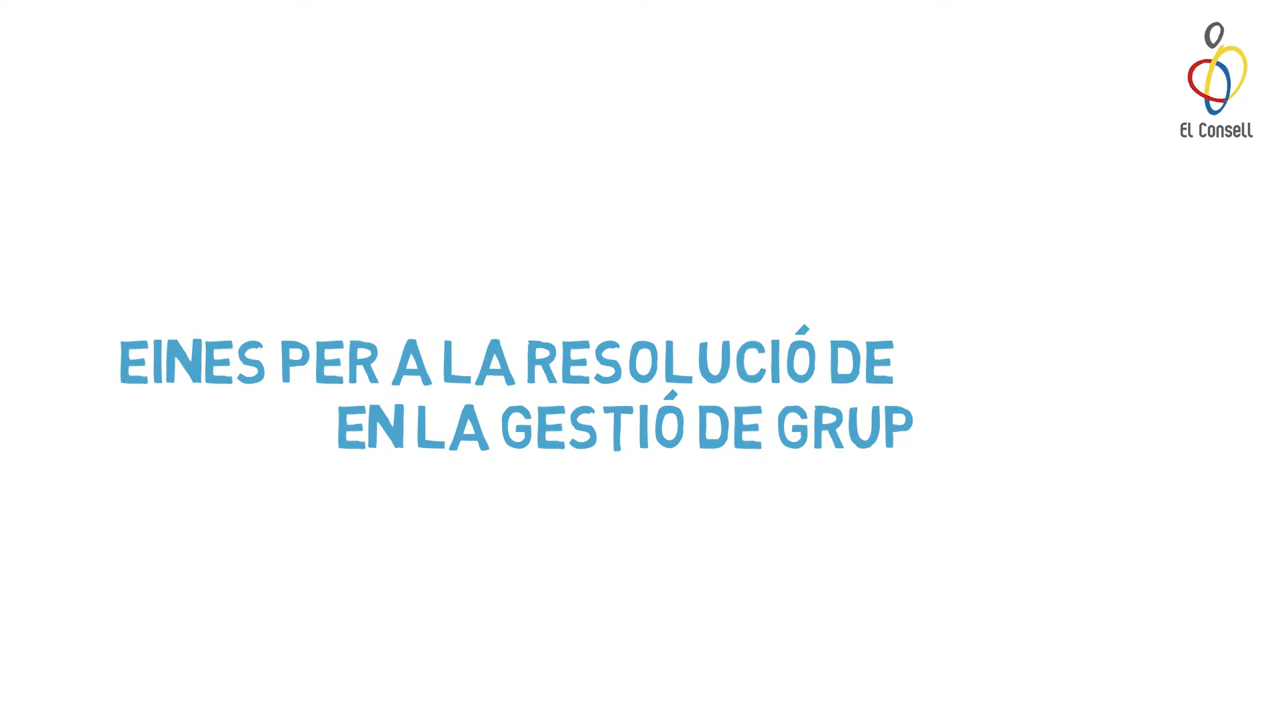 El Consell
EINES PER A LA RESOLUCIÓ DE
EN LA GESTIÓ DE GRUP